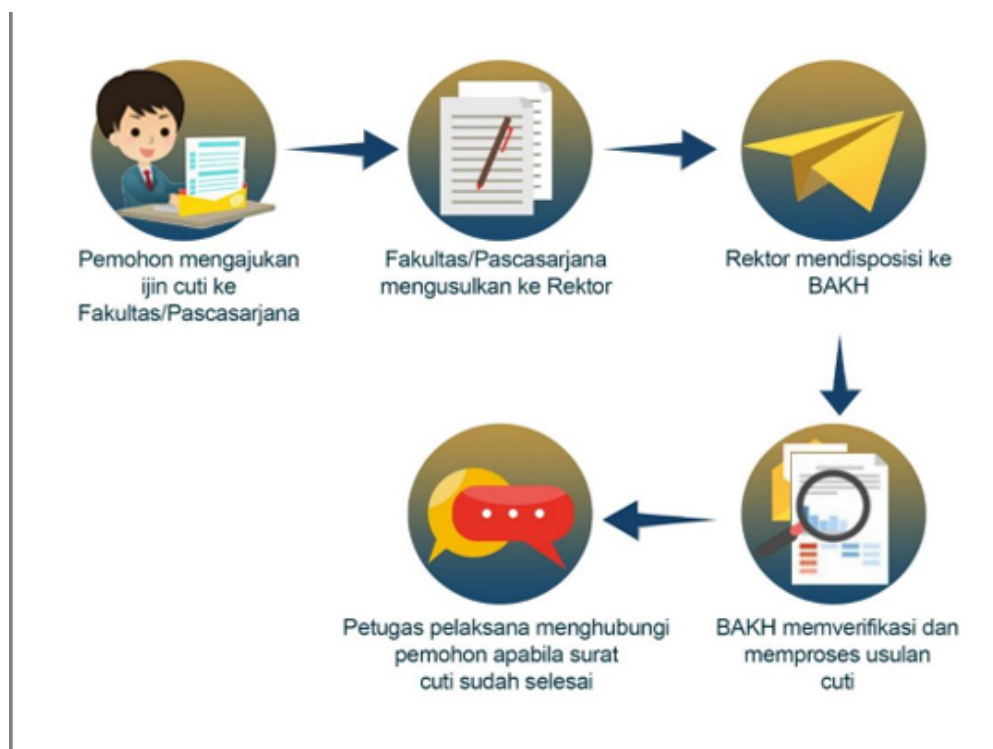 Pemohon mengajukan
ijin cuti ke
Fakultas/Pascasarjana
Fakultas/Pascasarjana
mengusulkan ke Rektor
Rektor mendisposisi ke
BAKH
BAKH memverifikasi dan
memproses usulan
cuti
Petugas pelaksana menghubungi
pemohon apabila surat
cuti sudah selesai